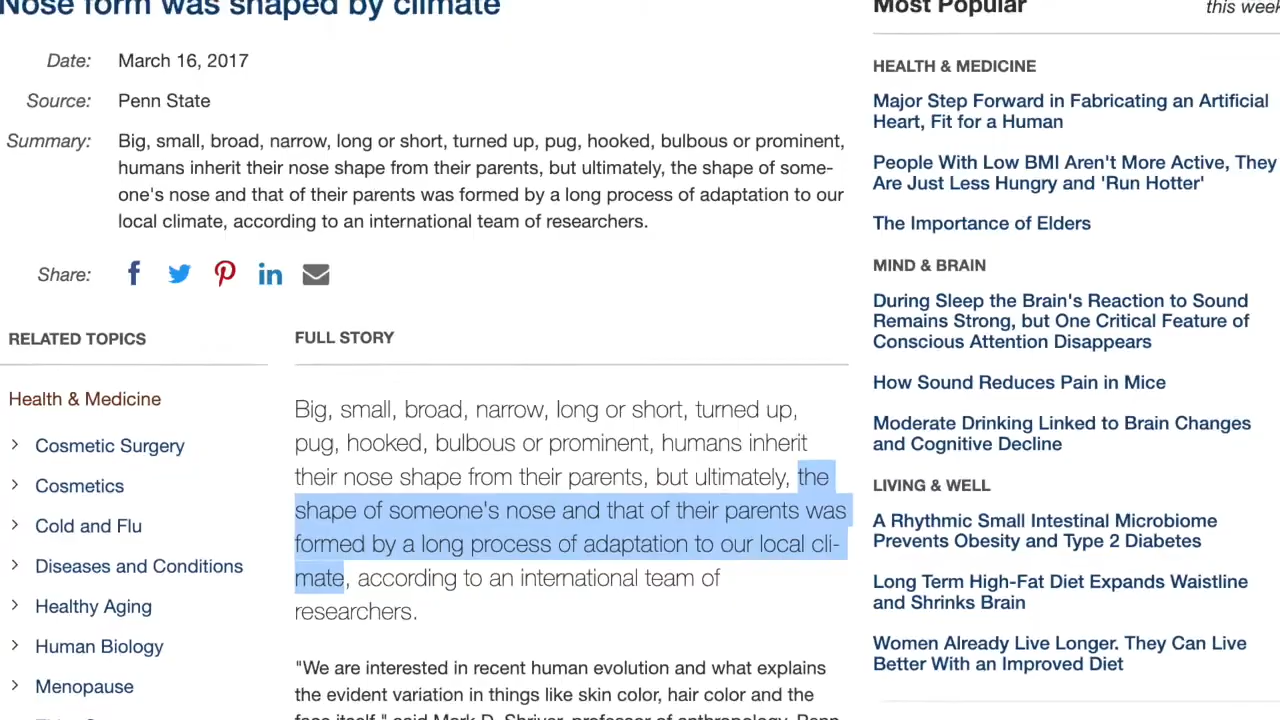 Nose form was shaped by climate
Date: March 16, 2017
Source: Penn State
Summary: Big, small, broad, narrow, long or short, turned up, pug, hooked, bulbous or prominent,
humans inherit their nose shape from their parents, but ultimately, the shape of some-
one's nose and that of their parents was formed by a long process of adaptation to our
local climate, according to an international team of researchers.
Share:
RELATED TOPICS
Health & Medicine
Cosmetic Surgery
Cosmetics
Cold and Flu
Diseases and Conditions
Healthy Aging
Human Biology
Menopause
FULL STORY
Big, small, broad, narrow, long or short, turned up,
pug, hooked, bulbous or prominent, humans inherit
their nose shape from their parents, but ultimately, the
shape of someone's nose and that of their parents was
formed by a long process of adaptation to our local cli-
mate, according to an international team of
researchers.
"We are interested in recent human evolution and what explains
the evident variation in things like skin color, hair color and the
face itself," said Mark D. Shriver, professor of anthropology, Penn
Most Popular
this week
HEALTH & MEDICINE
Major Step Forward in Fabricating an Artificial
Heart, Fit for a Human
People With Low BMI Aren't More Active, They
Are Just Less Hungry and 'Run Hotter'
The Importance of Elders
MIND & BRAIN
During Sleep the Brain's Reaction to Sound
Remains Strong, but One Critical Feature of
Conscious Attention Disappears
How Sound Reduces Pain in Mice
Moderate Drinking Linked to Brain Changes
and Cognitive Decline
LIVING & WELL
A Rhythmic Small Intestinal Microbiome
Prevents Obesity and Type 2 Diabetes
Long Term High-Fat Diet Expands Waistline
and Shrinks Brain
Women Already Live Longer. They Can Live
Better With an Improved Diet